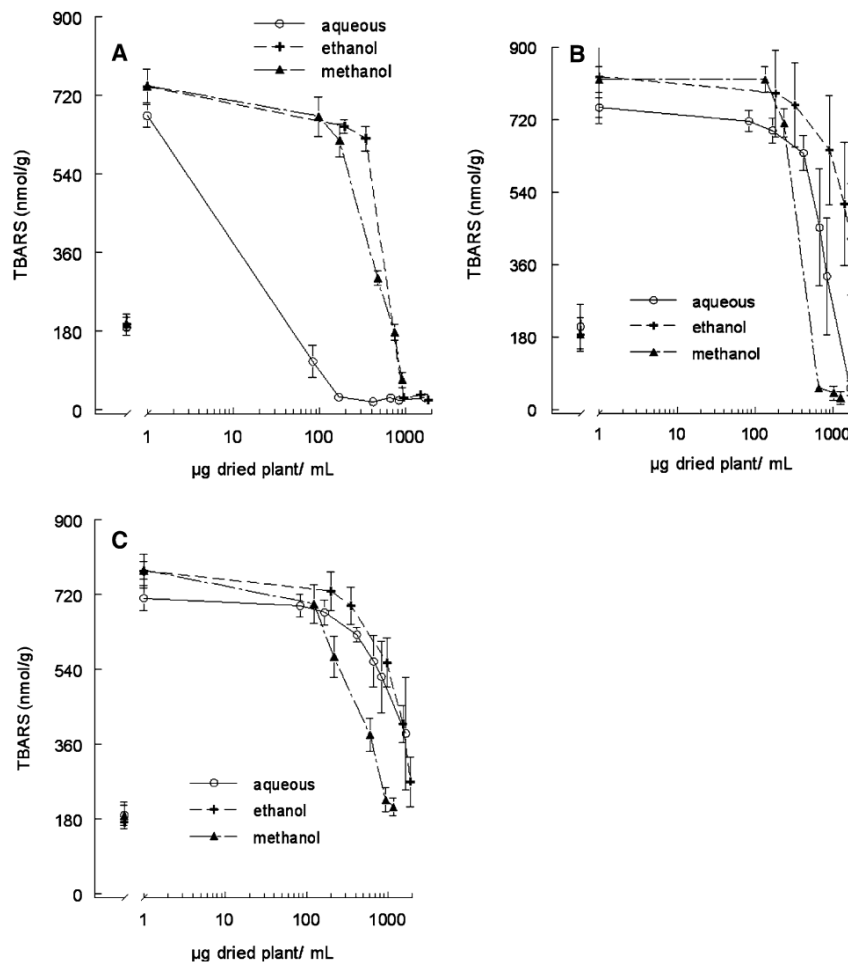 A
aqueous
ethanol
methanol
TBARS (nmol/g)
900
720
540
360
180
0
1
10
100
1000
µg dried plant/ mL
B
aqueous
ethanol
methanol
TBARS (nmol/g)
900
720
540
360
180
0
1
10
100
1000
µg dried plant/ mL
C
aqueous
ethanol
methanol
TBARS (nmol/g)
900
720
540
360
180
0
1
10
100
1000
µg dried plant/ mL